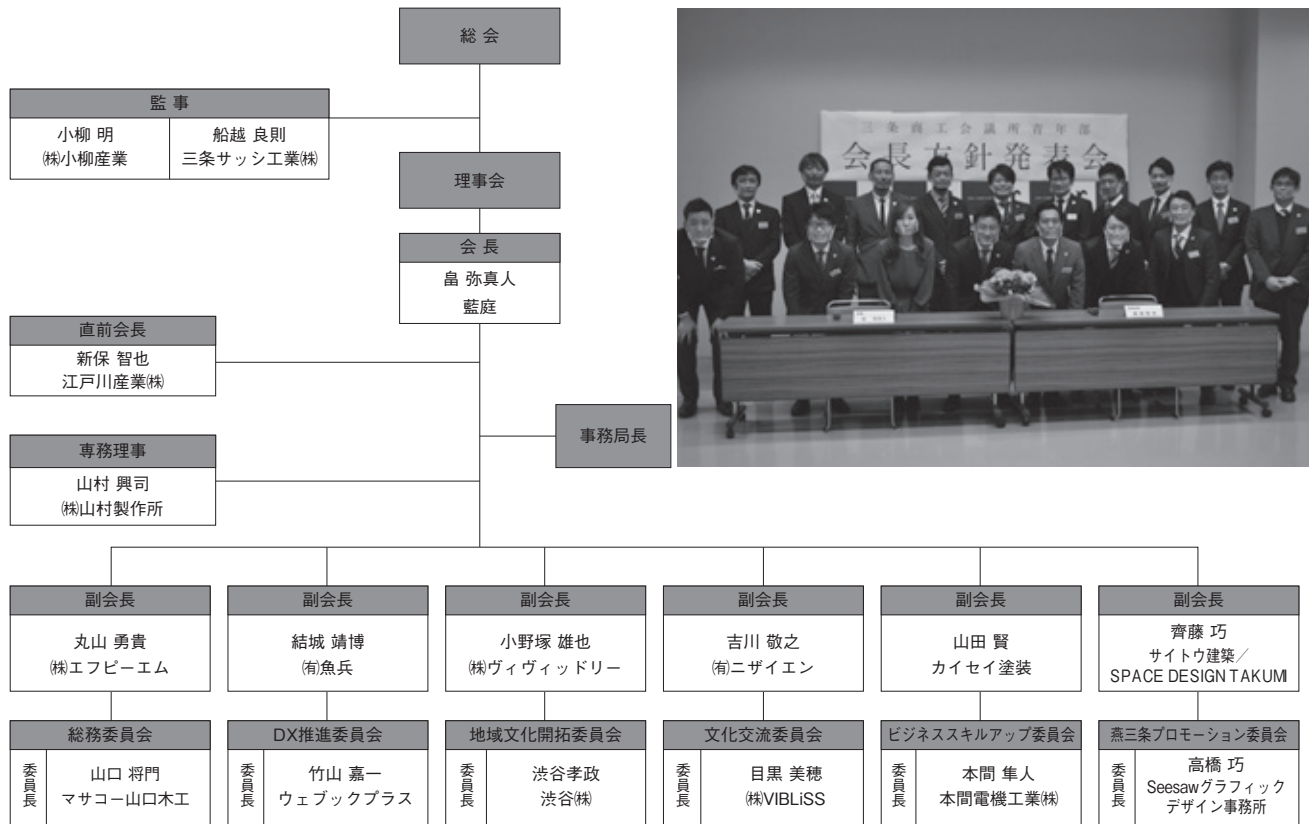 総 会
監 事
小柳 明
㈱小柳産業
船越 良則
三条サッシ工業㈱
理事会
会 長
畠 弥真人
藍庭
三条商工会議所青年部
会長方針発表会
直前会長
新保 智也
江戸川産業㈱
事務局長
専務理事
山村 興司
㈱山村製作所
副会長
丸山 勇貴
㈱エフピーエム
副会長
結城 靖博
㈲魚兵
副会長
小野塚 雄也
㈱ヴィヴィッドリー
副会長
吉川 敬之
㈲ニザイエン
副会長
山田 賢
カイセイ塗装
副会長
齊藤 巧
サイトウ建築／
SPACE DESIGN TAKUMI
総務委員会
委員長
山口 将門
マサコー山口木工
DX推進委員会
委員長
竹山 嘉一
ウェブックプラス
地域文化開拓委員会
委員長
渋谷孝政
渋谷㈱
文化交流委員会
委員長
目黒 美穂
㈱VIBLiSS
ビジネススキルアップ委員会
委員長
本間 隼人
本間電機工業㈱
燕三条プロモーション委員会
委員長
高橋 巧
Seesawグラフィック
デザイン事務所